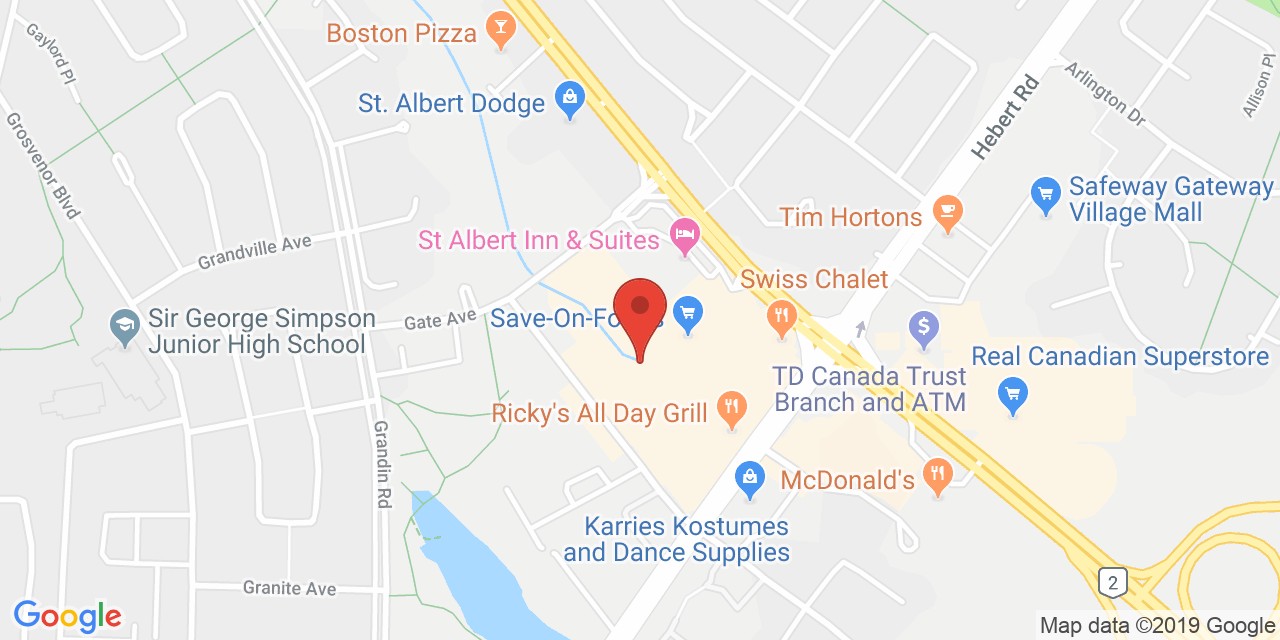 Boston Pizza
Gaylord Pl
St. Albert Dodge
Hebert Rd
Arlington Dr
Allison Pl
Grosvenor Blvd
Safeway Gateway
Village Mall
Tim Hortons
St Albert Inn & Suites
Grandville Ave
Swiss Chalet
Gate Ave
Save-On-Fo
s
Sir George Simpson
Junior High School
$
Real Canadian Superstore
TD Canada Trust
Branch and ATM
Ricky's All Day Grill
Grandin Rd
McDonald's
Karries Kostumes
and Dance Supplies
Granite Ave
2
Google
Map data ©2019 Google